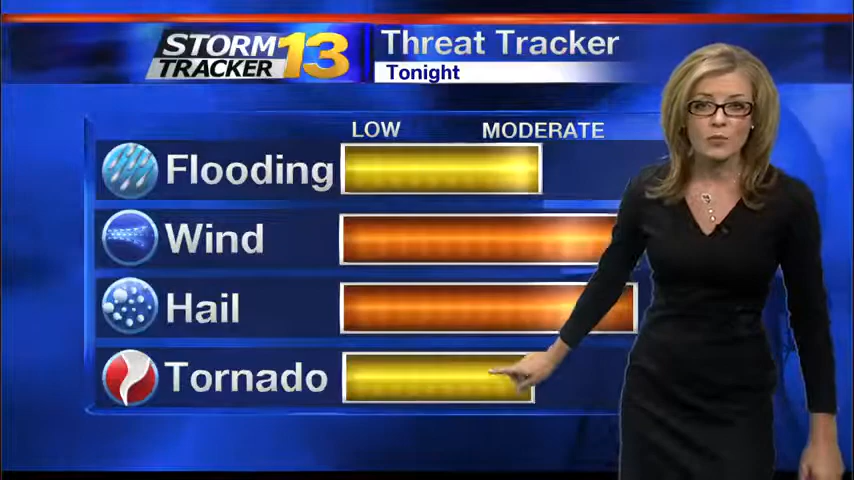 STORM
TRACKER 13
Threat Tracker
Tonight
LOW MODERATE
Flooding
Wind
Hail
Tornado